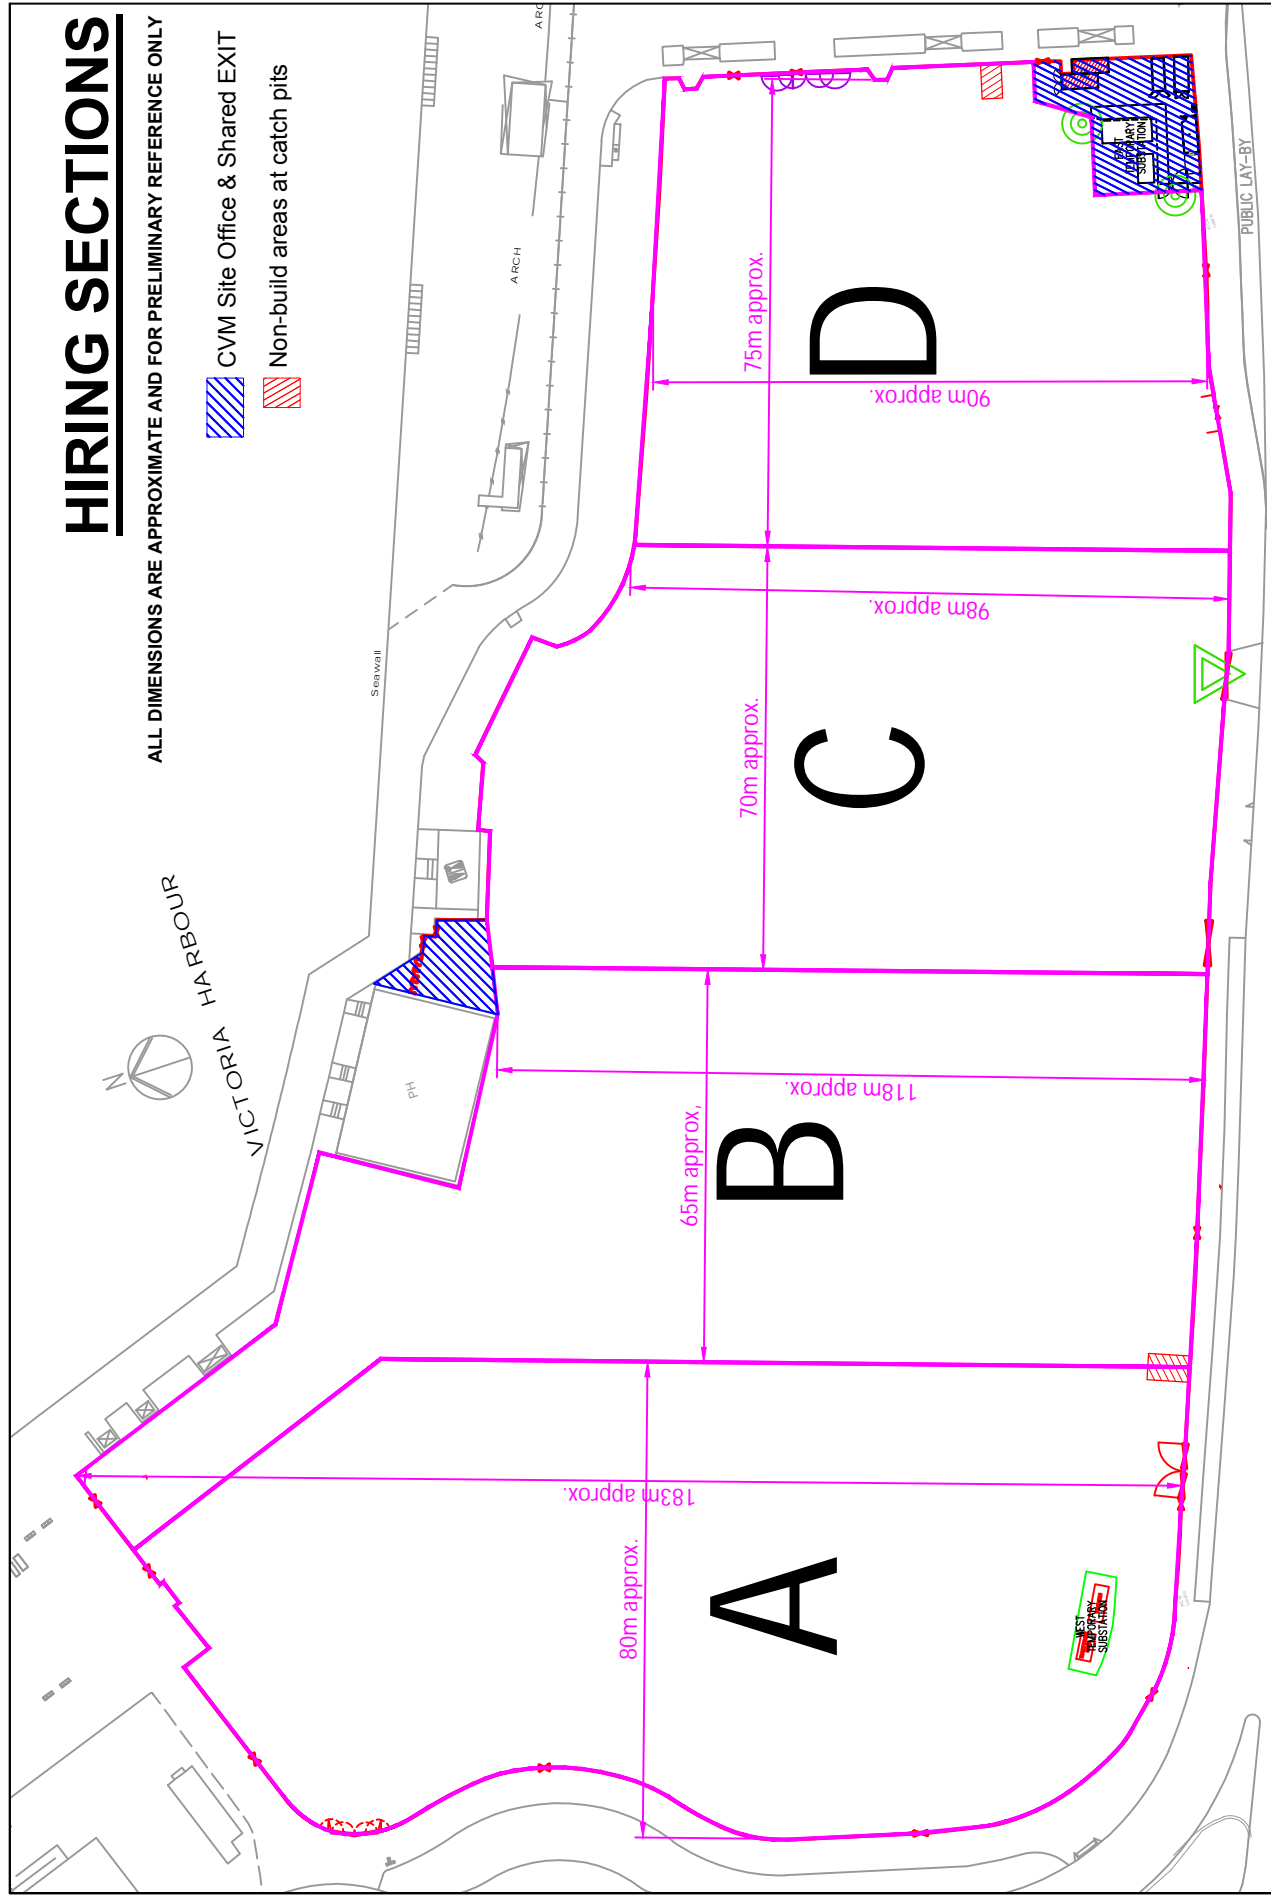 HIRING SECTIONS
ALL DIMENSIONS ARE APPROXIMATE AND FOR PRELIMINARY REFERENCE ONLY
CVM Site Office & Shared EXIT
Non-build areas at catch pits
ARCH
ARC
Seawall
VICTORIA HARBOUR
N
PH
A
80m approx.
183m approx.
B
65m approx,
118m approx.
C
70m approx.
98m approx.
D
75m approx.
90m approx.
WEST
TEMPORARY
SUBSTATION
EAST
TEMPORARY
SUBSTATION
PUBLIC LAY-BY